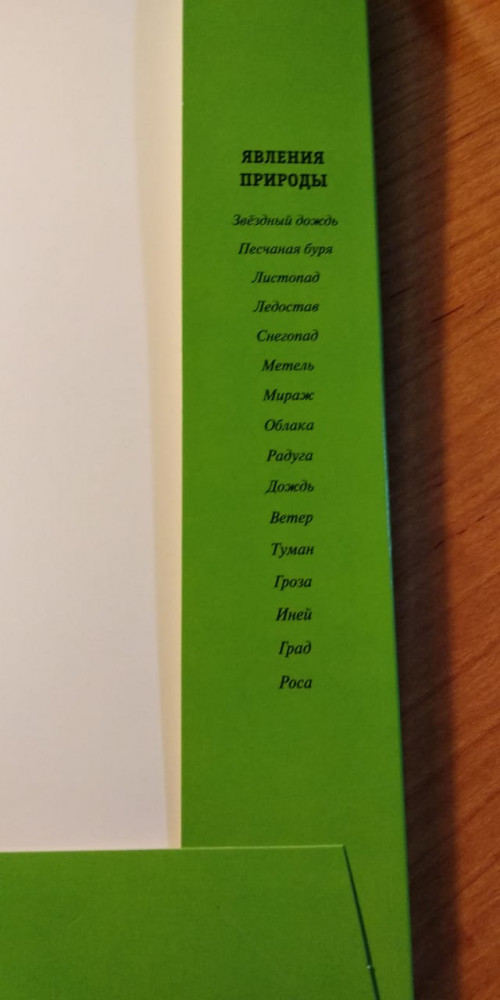 ЯВЛЕНИЯ
ПРИРОДЫ
Звёздный дождь
Песчаная буря
Листопад
Ледостав
Снегопад
Метель
Мираж
Облака
Радуга
Дождь
Ветер
Туман
Гроза
Иней
Град
Роса